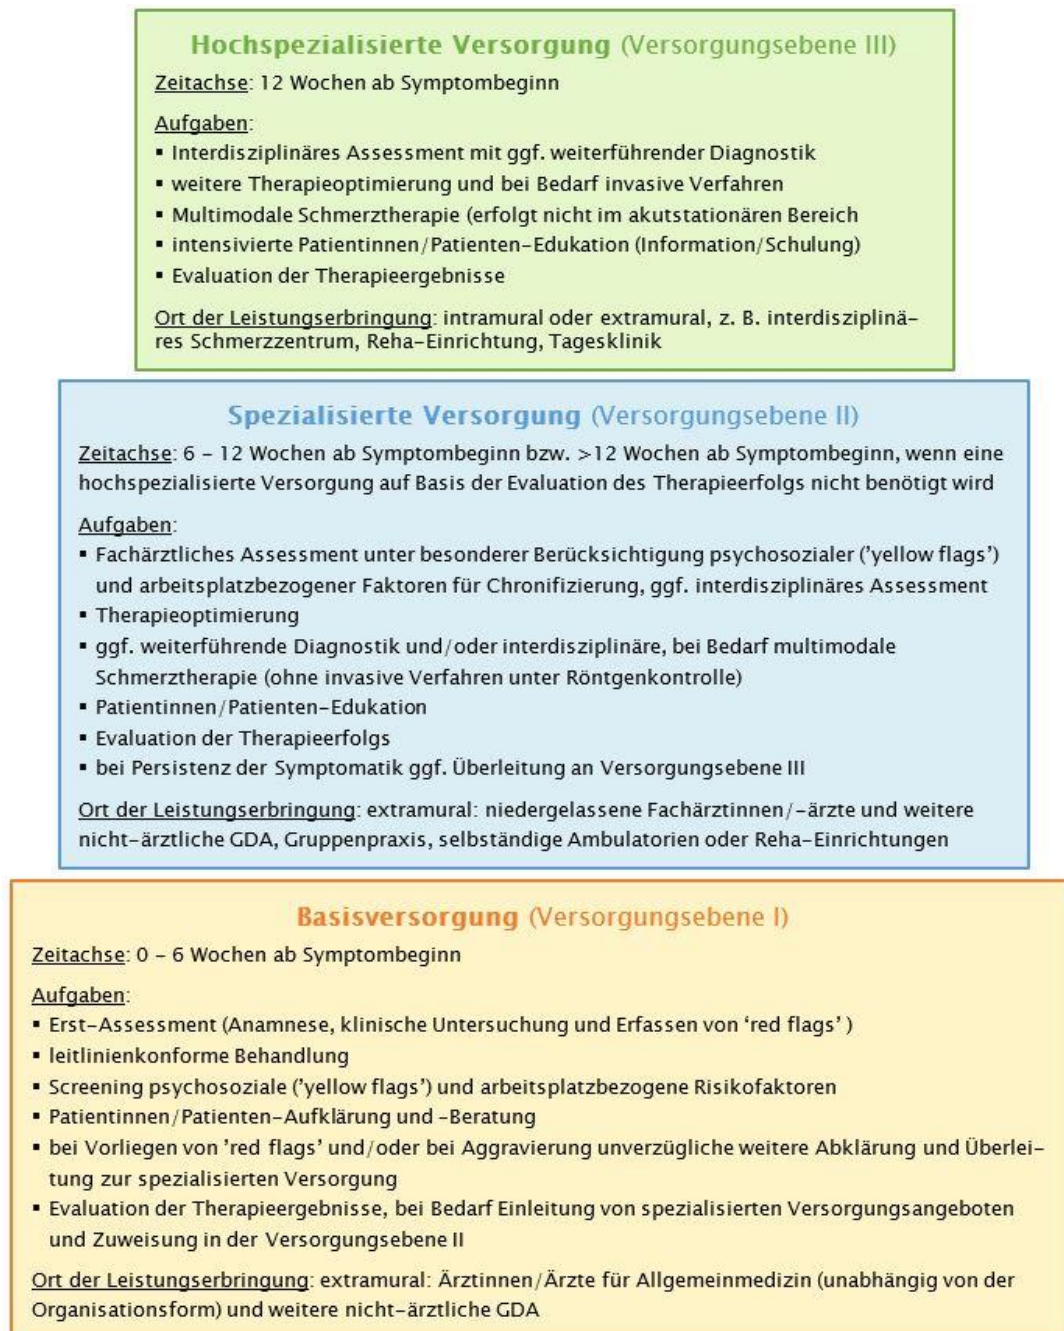 Hochspezialisierte Versorgung (Versorgungsebene III)
Zeitachse: 12 Wochen ab Symptombeginn
Aufgaben:
▪ Interdisziplinäres Assessment mit ggf. weiterführender Diagnostik
▪ weitere Therapieoptimierung und bei Bedarf invasive Verfahren
▪ Multimodale Schmerztherapie (erfolgt nicht im akutstationären Bereich
▪ intensivierte Patientinnen/Patienten-Edukation (Information/Schulung)
▪ Evaluation der Therapieergebnisse
Ort der Leistungserbringung: intramural oder extramural, z. B. interdisziplinä-
res Schmerzzentrum, Reha-Einrichtung, Tagesklinik
Spezialisierte Versorgung (Versorgungsebene II)
Zeitachse: 6 – 12 Wochen ab Symptombeginn bzw. >12 Wochen ab Symptombeginn, wenn eine
hochspezialisierte Versorgung auf Basis der Evaluation des Therapieerfolgs nicht benötigt wird
Aufgaben:
▪ Fachärztliches Assessment unter besonderer Berücksichtigung psychosozialer ('yellow flags')
und arbeitsplatzbezogener Faktoren für Chronifizierung, ggf. interdisziplinäres Assessment
▪ Therapieoptimierung
▪ ggf. weiterführende Diagnostik und/oder interdisziplinäre, bei Bedarf multimodale
Schmerztherapie (ohne invasive Verfahren unter Röntgenkontrolle)
▪ Patientinnen/Patienten-Edukation
▪ Evaluation der Therapieerfolgs
▪ bei Persistenz der Symptomatik ggf. Überleitung an Versorgungsebene III
Ort der Leistungserbringung: extramural: niedergelassene Fachärztinnen/-ärzte und weitere
nicht-ärztliche GDA, Gruppenpraxis, selbständige Ambulatorien oder Reha-Einrichtungen
Basisversorgung (Versorgungsebene I)
Zeitachse: 0 – 6 Wochen ab Symptombeginn
Aufgaben:
▪ Erst-Assessment (Anamnese, klinische Untersuchung und Erfassen von 'red flags' )
▪ leitlinienkonforme Behandlung
▪ Screening psychosoziale ('yellow flags') und arbeitsplatzbezogene Risikofaktoren
▪ Patientinnen/Patienten-Aufklärung und -Beratung
▪ bei Vorliegen von 'red flags' und/oder bei Aggravierung unverzügliche weitere Abklärung und Überlei-
tung zur spezialisierten Versorgung
▪ Evaluation der Therapieergebnisse, bei Bedarf Einleitung von spezialisierten Versorgungsangeboten
und Zuweisung in der Versorgungsebene II
Ort der Leistungserbringung: extramural: Ärztinnen/Ärzte für Allgemeinmedizin (unabhängig von der
Organisationsform) und weitere nicht-ärztliche GDA